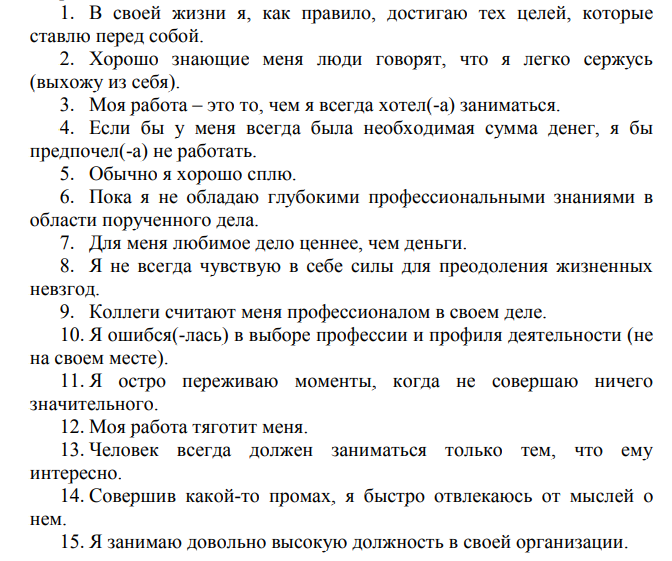 1. В своей жизни я, как правило, достигаю тех целей, которые
ставлю перед собой.
2. Хорошо знающие меня люди говорят, что я легко сержусь
(выхожу из себя).
3. Моя работа – это то, чем я всегда хотел(-а) заниматься.
4. Если бы у меня всегда была необходимая сумма денег, я бы
предпочел(-а) не работать.
5. Обычно я хорошо сплю.
6. Пока я не обладаю глубокими профессиональными знаниями в
области порученного дела.
7. Для меня любимое дело ценнее, чем деньги.
8. Я не всегда чувствую в себе силы для преодоления жизненных
невзгод.
9. Коллеги считают меня профессионалом в своем деле.
10. Я ошибся(-лась) в выборе профессии и профиля деятельности (не
на своем месте).
11. Я остро переживаю моменты, когда не совершаю ничего
значительного.
12. Моя работа тяготит меня.
13. Человек всегда должен заниматься только тем, что ему
интересно.
14. Совершив какой-то промах, я быстро отвлекаюсь от мыслей о
нем.
15. Я занимаю довольно высокую должность в своей организации.